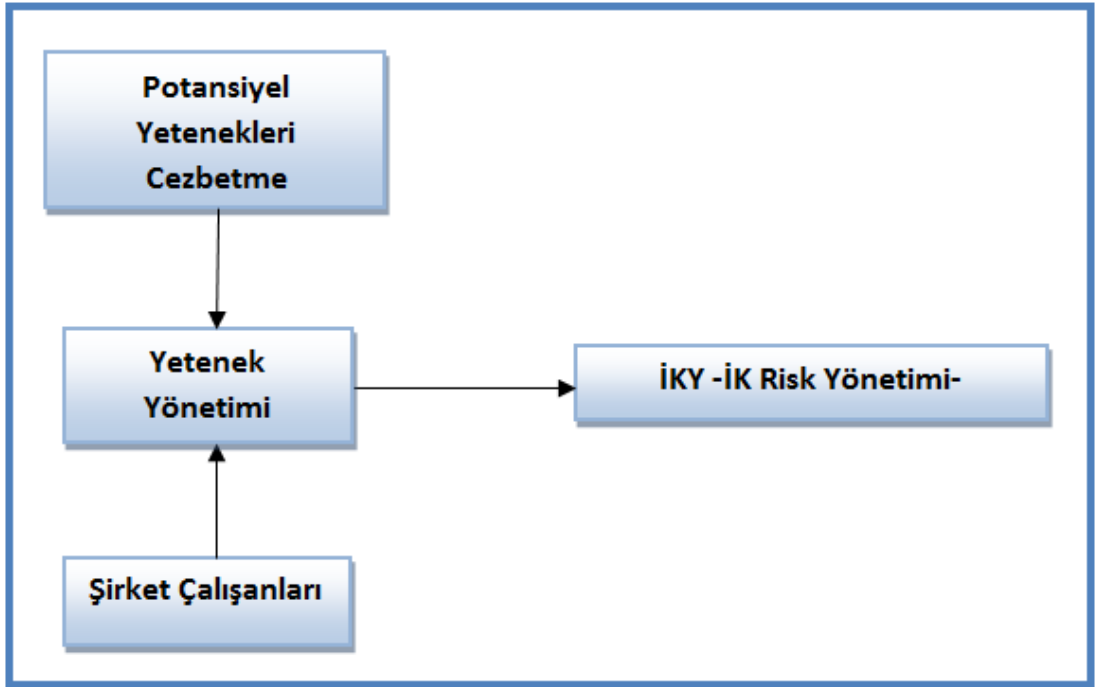 Potansiyel
Yetenekleri
Cezbetme
Yetenek
Yönetimi
İKY -İK Risk Yönetimi-
Şirket Çalışanları